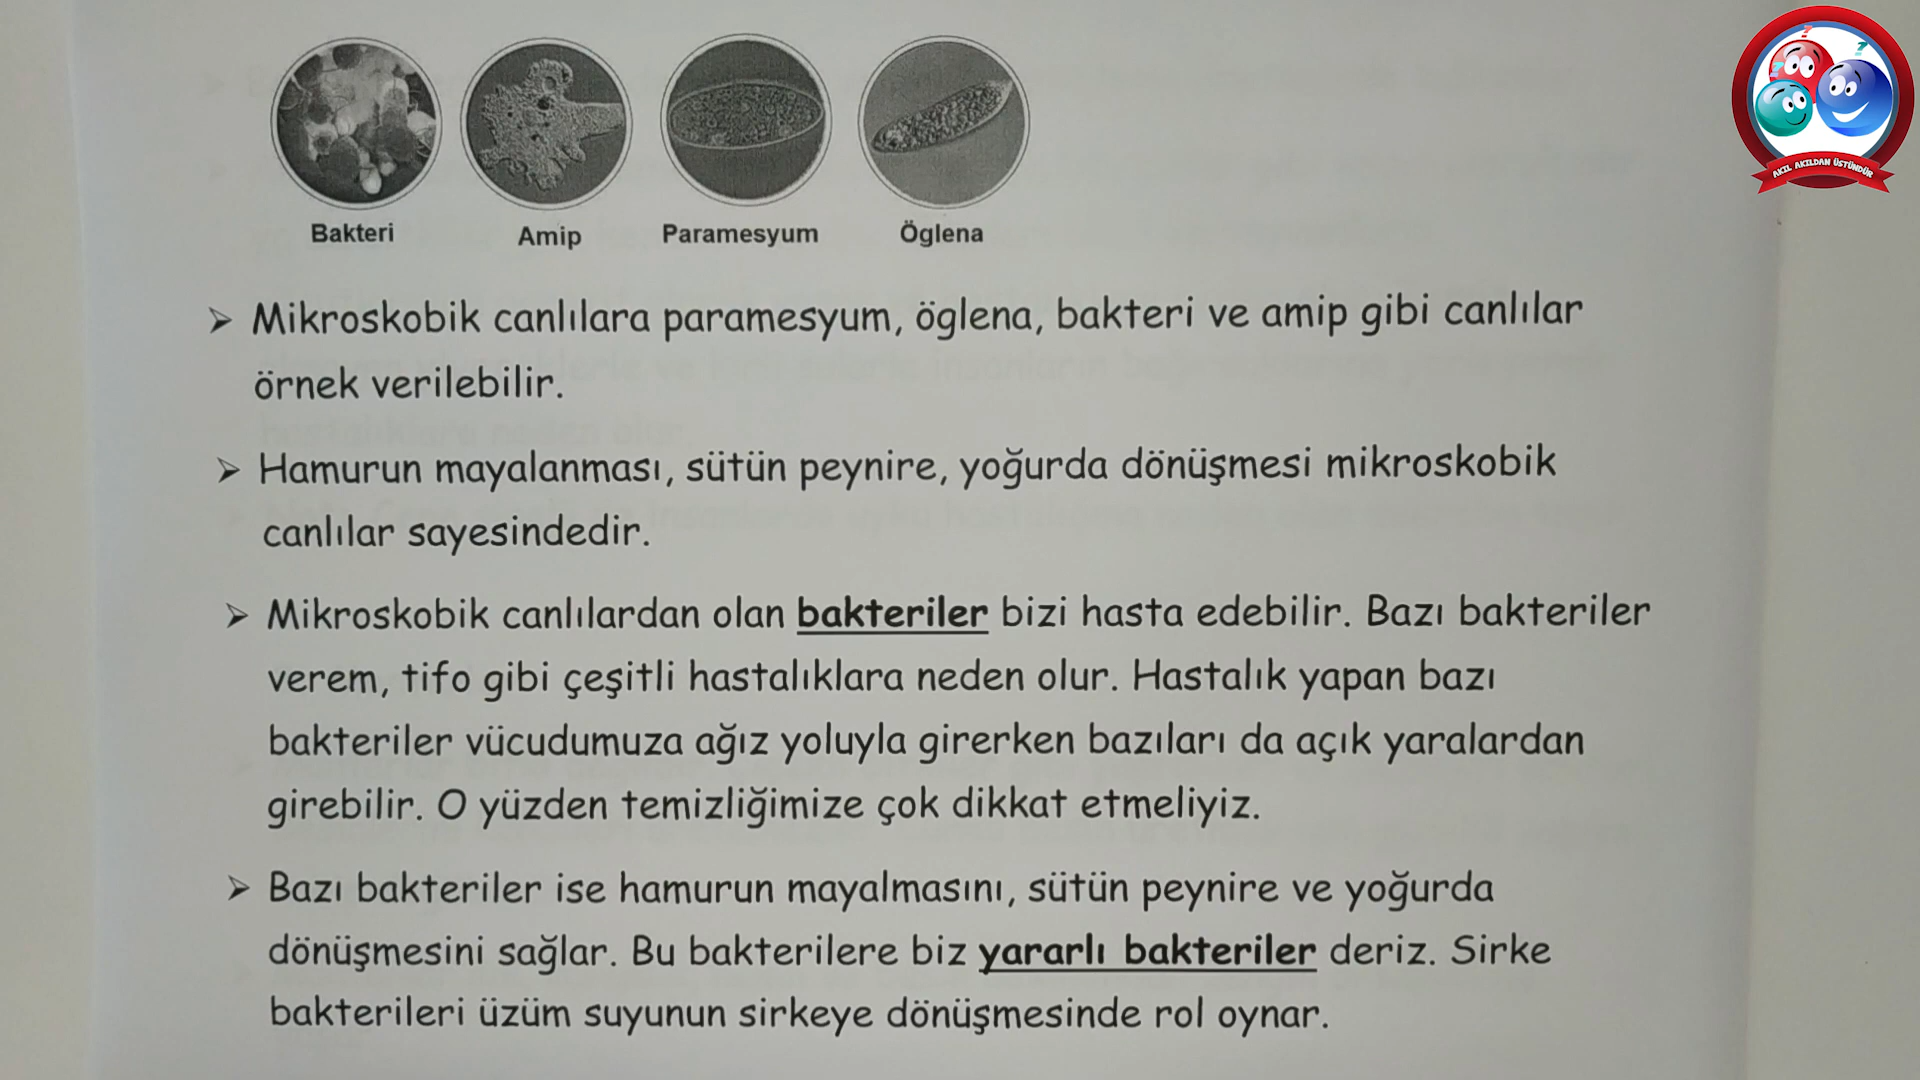 Bakteri Amip Paramesyum Öglena
AKIL AKILDAN ÜSTÜNDÜR
➢ Mikroskobik canlılara paramesyum, öglena, bakteri ve amip gibi canlılar
örnek verilebilir.
➢ Hamurun mayalanması, sütün peynire, yoğurda dönüşmesi mikroskobik
canlılar sayesindedir.
➢ Mikroskobik canlılardan olan bakteriler bizi hasta edebilir. Bazı bakteriler
verem, tifo gibi çeşitli hastalıklara neden olur. Hastalık yapan bazı
bakteriler vücudumuza ağız yoluyla girerken bazıları da açık yaralardan
girebilir. O yüzden temizliğimize çok dikkat etmeliyiz.
➢ Bazı bakteriler ise hamurun mayalmasını, sütün peynire ve yoğurda
dönüşmesini sağlar. Bu bakterilere biz yararlı bakteriler deriz. Sirke
bakterileri üzüm suyunun sirkeye dönüşmesinde rol oynar.